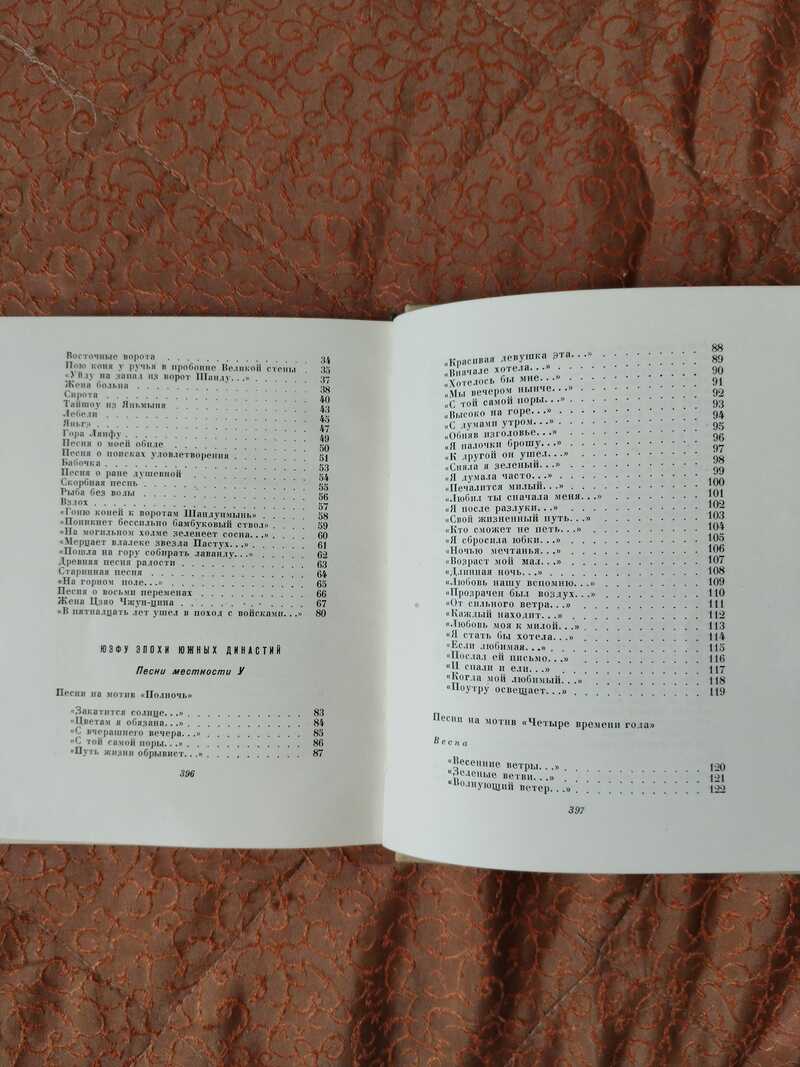 Восточные ворота . . . . . . . . . . . . . 34
Пою коня у ручья в пробоине Великой стены 35
«Уйду на запад из ворот Шанду. . .» . . . . . 37
Жена больна . . . . . . . . . . . . . . . 38
Сирота . . . . . . . . . . . . . . . . . 40
Тайшоу из Яньмыня . . . . . . . . . . . . 43
Лебеди . . . . . . . . . . . . . . . . . 45
Яньгэ . . . . . . . . . . . . . . . . . . 47
Гора Лянфу . . . . . . . . . . . . . . . 49
Песня о моей обиде . . . . . . . . . . . . 50
Песня о поисках удовлетворения . . . . . . . 51
Бабочка . . . . . . . . . . . . . . . . . 53
Песня о ране душевной . . . . . . . . . . 54
Скорбная песнь . . . . . . . . . . . . . . 55
Рыба без воды . . . . . . . . . . . . . . 56
Вздох . . . . . . . . . . . . . . . . . . 57
«Гоню коней к воротам Шандунмынь» . . . . 58
«Поникнет бессильно бамбуковый ствол» . . . 59
«На могильном холме зеленеет сосна. . .» . . . 60
«Мерцает вдалеке звезда Пастух. . .» . . . . . 61
«Пошла на гору собирать лаванду. . .» . . . . 62
Древняя песня радости . . . . . . . . . . . 63
Старинная песня . . . . . . . . . . . . . 64
«На горном поле. . .» . . . . . . . . . . . 65
Песня о восьми переменах . . . . . . . . . 66
Жена Цзяо Чжун-цина . . . . . . . . . . . 67
«В пятнадцать лет ушел в поход с войсками. . .» 80
ЮЭФУ ЭПОХИ ЮЖНЫХ ДИНАСТИЙ
Песни местности У
Песни на мотив «Полночь»
«Закатится солнце. . .» . . . . . . . . . . . 83
«Цветам я обязана. . .» . . . . . . . . . . . 84
«С вчерашнего вечера. . .» . . . . . . . . . 85
«С той самой поры. . .» . . . . . . . . . . . 86
«Путь жизни обрывист. . .» . . . . . . . . . 87
396
«Красивая девушка эта. . .» . . . . . . . . 88
«Вначале хотела. . .» . . . . . . . . . . . 89
«Хотелось бы мне. . .» . . . . . . . . . . 90
«Мы вечером нынче. . .» . . . . . . . . . 91
«С той самой поры. . .» . . . . . . . . . . 92
«Высоко на горе. . .» . . . . . . . . . . . 93
«С думами утром. . .» . . . . . . . . . . . 94
«Обняв изголовье. . .» . . . . . . . . . . 95
«Я палочки брошу. . .» . . . . . . . . . . 96
«К другой он ушел. . .» . . . . . . . . . . 97
«Сняла я зеленый. . .» . . . . . . . . . . 98
«Я думала часто. . .» . . . . . . . . . . . 99
«Печалится милый. . .» . . . . . . . . . . 100
«Любил ты сначала меня. . .» . . . . . . . 101
«Я после разлуки. . .» . . . . . . . . . . 102
«Свой жизненный путь. . .» . . . . . . . . 103
«Кто сможет не петь. . .» . . . . . . . . . 104
«Я сбросила юбки. . .» . . . . . . . . . . 105
«Ночью мечтанья. . .» . . . . . . . . . . 106
«Возраст мой мал. . .» . . . . . . . . . . 107
«Длинная ночь. . .» . . . . . . . . . . . 108
«Любовь нашу вспомню. . .» . . . . . . . 109
«Прозрачен был воздух. . .» . . . . . . . 110
«От сильного ветра. . .» . . . . . . . . . 111
«Каждый находит. . .» . . . . . . . . . . 112
«Любовь моя к милой. . .» . . . . . . . . 113
«Я стать бы хотела. . .» . . . . . . . . . 114
«Если любимая. . .» . . . . . . . . . . . 115
«Послал ей письмо. . .» . . . . . . . . . 116
«И спали и ели. . .» . . . . . . . . . . . 117
«Когда мой любимый. . .» . . . . . . . . 118
«Поутру освещает. . .» . . . . . . . . . . 119
Песни на мотив «Четыре времени года»
Весна
«Весенние ветры. . .» . . . . . . . . . . . 120
«Зеленые ветви. . .» . . . . . . . . . . . 121
«Волнующий ветер. . .» . . . . . . . . . . 122
397